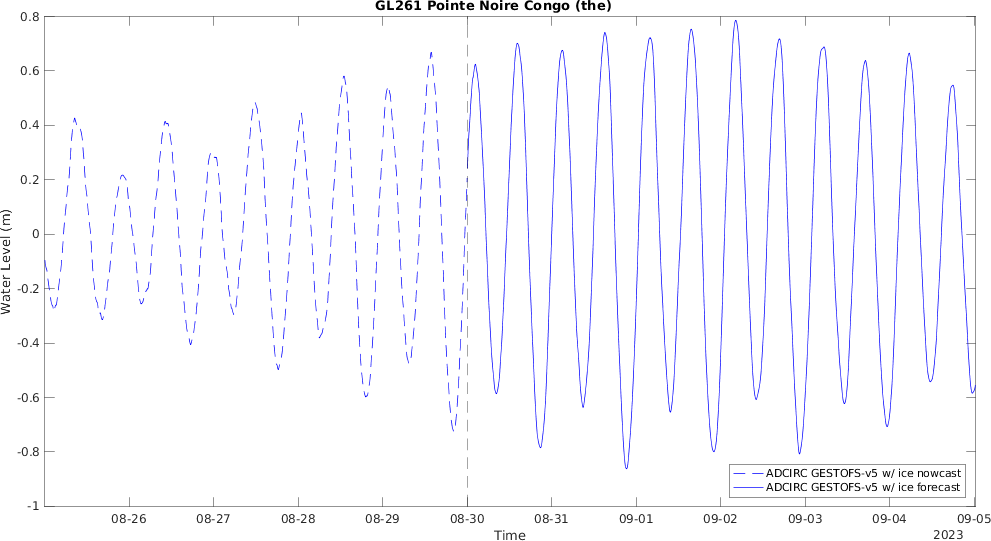 GL261 Pointe Noire Congo (the)
0.8
0.6
0.4
0.2
0
-0.2
-0.4
-0.6
-0.8
-1
Water Level (m)
ADCIRC GESTOFS-v5 w/ ice nowcast
ADCIRC GESTOFS-v5 w/ ice forecast
08-26 08-27 08-28 08-29 08-30 08-31 09-01 09-02 09-03 09-04 09-05
Time
2023